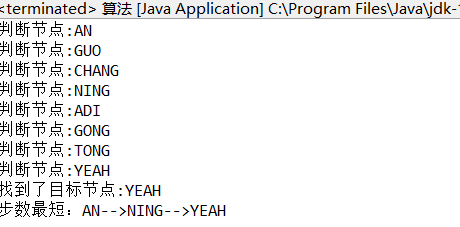 <terminated> 算法 [Java Application] C:\Program Files\Java\jdk-
判断节点:AN
判断节点:GUO
判断节点:CHANG
判断节点:NING
判断节点:ADI
判断节点:GONG
判断节点:TONG
判断节点:YEAH
找到了目标节点:YEAH
步数最短：AN-->NING-->YEAH